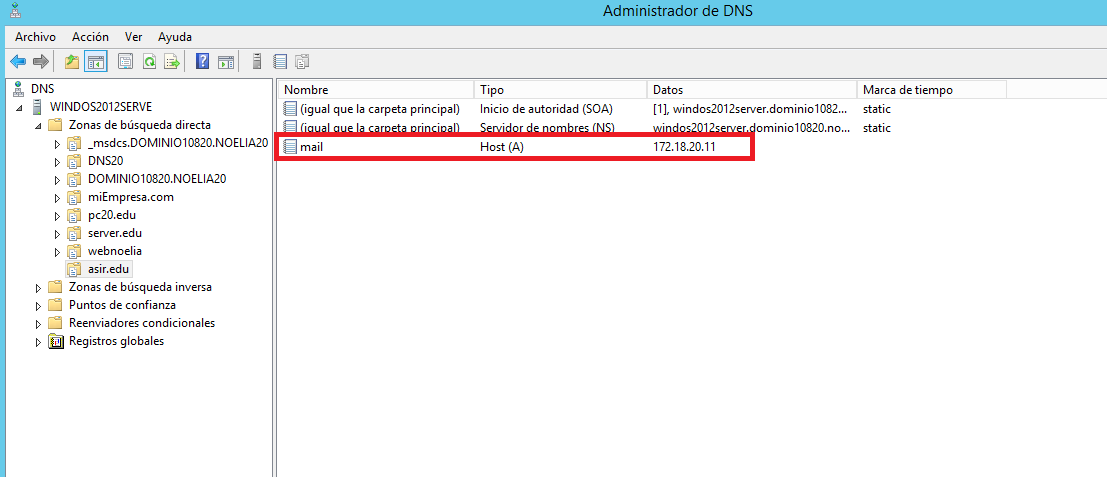 Administrador de DNS
Archivo Acción Ver Ayuda
DNS
WINDOS2012SERVE
Zonas de búsqueda directa
_msdcs.DOMINIO10820.NOELIA20
DNS20
DOMINIO10820.NOELIA20
miEmpresa.com
pc20.edu
server.edu
webnoelia
asir.edu
Zonas de búsqueda inversa
Puntos de confianza
Reenviadores condicionales
Registros globales
Nombre Tipo Datos Marca de tiempo
(igual que la carpeta principal) Inicio de autoridad (SOA) [1], windos2012server.dominio1082... static
(igual que la carpeta principal) Servidor de nombres (NS) windos2012server.dominio10820.no... static
mail Host (A) 172.18.20.11